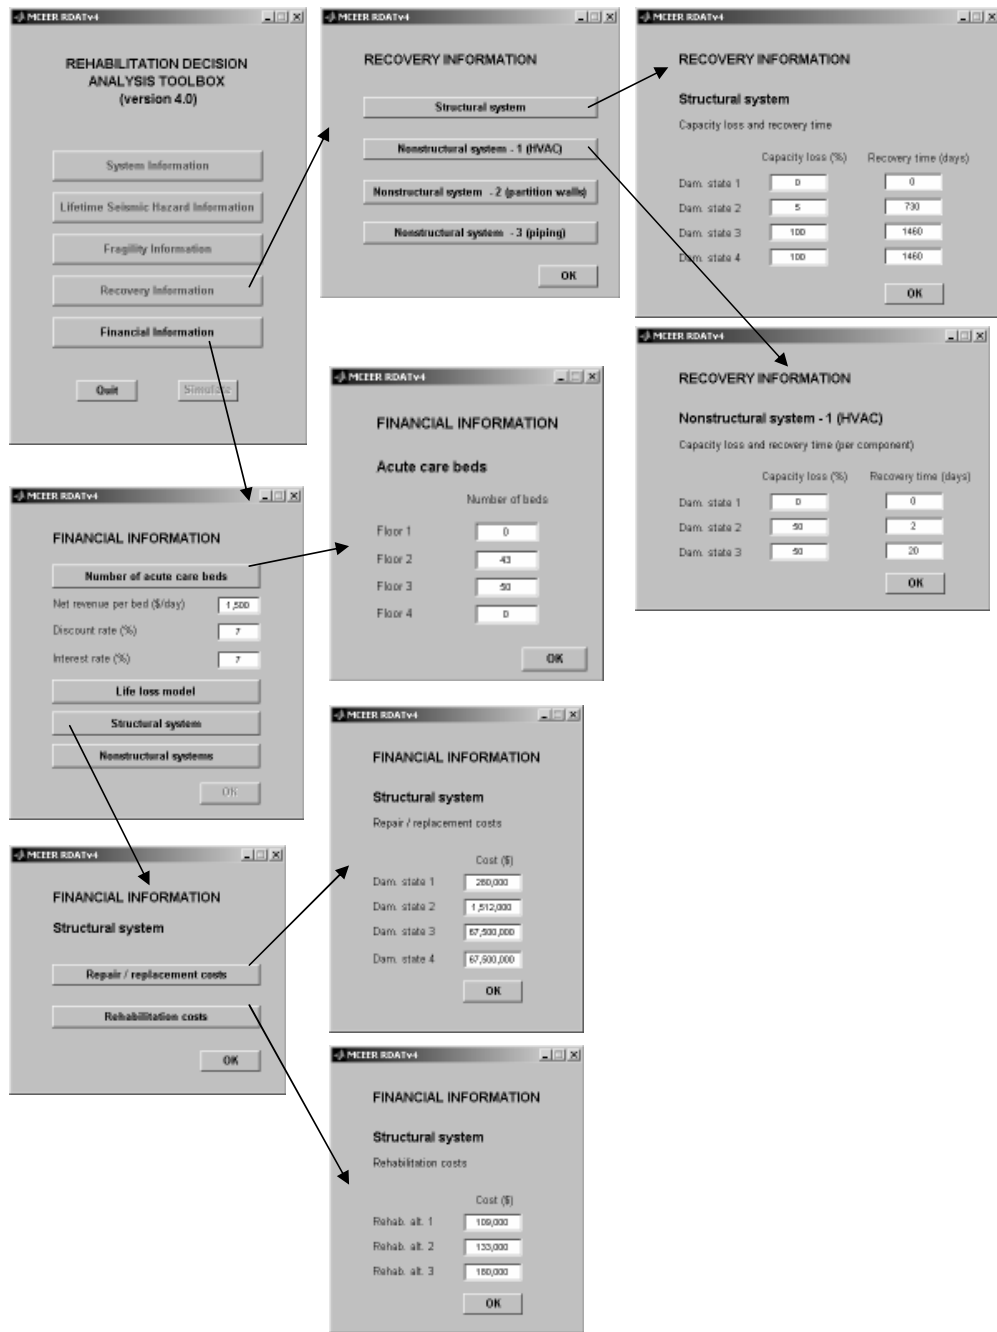 MCEER RDATv4
REHABILITATION DECISION
ANALYSIS TOOLBOX
(version 4.0)
System Information
Lifetime Seismic Hazard Information
Fragility Information
Recovery Information
Financial Information
Quit Simulate
MCEER RDATv4
RECOVERY INFORMATION
Structural system
Nonstructural system - 1 (HVAC)
Nonstructural system - 2 (partition walls)
Nonstructural system - 3 (piping)
OK
MCEER RDATv4
RECOVERY INFORMATION
Structural system
Capacity loss and recovery time
Capacity loss (%) Recovery time (days)
Dam. state 1 0 0
Dam. state 2 5 730
Dam. state 3 100 1460
Dam. state 4 100 1460
OK
MCEER RDATv4
RECOVERY INFORMATION
Nonstructural system - 1 (HVAC)
Capacity loss and recovery time (per component)
Capacity loss (%) Recovery time (days)
Dam. state 1 0 0
Dam. state 2 50 2
Dam. state 3 50 20
OK
MCEER RDATv4
FINANCIAL INFORMATION
Acute care beds
Number of beds
Floor 1 0
Floor 2 43
Floor 3 50
Floor 4 0
OK
MCEER RDATv4
FINANCIAL INFORMATION
Number of acute care beds
Net revenue per bed ($/day) 1,500
Discount rate (%) 7
Interest rate (%) 7
Life loss model
Structural system
Nonstructural systems
OK
MCEER RDATv4
FINANCIAL INFORMATION
Structural system
Repair / replacement costs
Cost ($)
Dam. state 1 260,000
Dam. state 2 1,512,000
Dam. state 3 67,500,000
Dam. state 4 67,500,000
OK
MCEER RDATv4
FINANCIAL INFORMATION
Structural system
Repair / replacement costs
Rehabilitation costs
OK
MCEER RDATv4
FINANCIAL INFORMATION
Structural system
Rehabilitation costs
Cost ($)
Rehab. alt. 1 109,000
Rehab. alt. 2 133,000
Rehab. alt. 3 180,000
OK